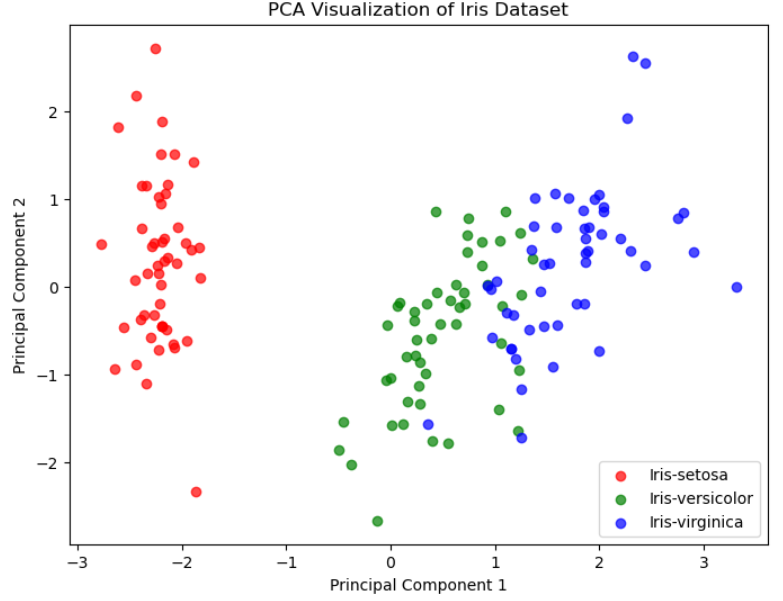 PCA Visualization of Iris Dataset
2
1
0
−1
−2
Principal Component 2
−3
−2
−1
0
1
2
3
Principal Component 1
Iris-setosa
Iris-versicolor
Iris-virginica